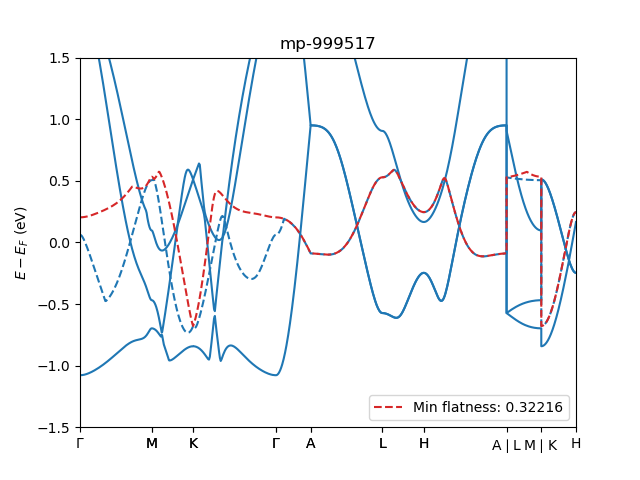 mp-999517
E − E_F (eV)
1.5
1.0
0.5
0.0
−0.5
−1.0
−1.5
Min flatness: 0.32216
Γ M K Γ A L H A | L M | K H